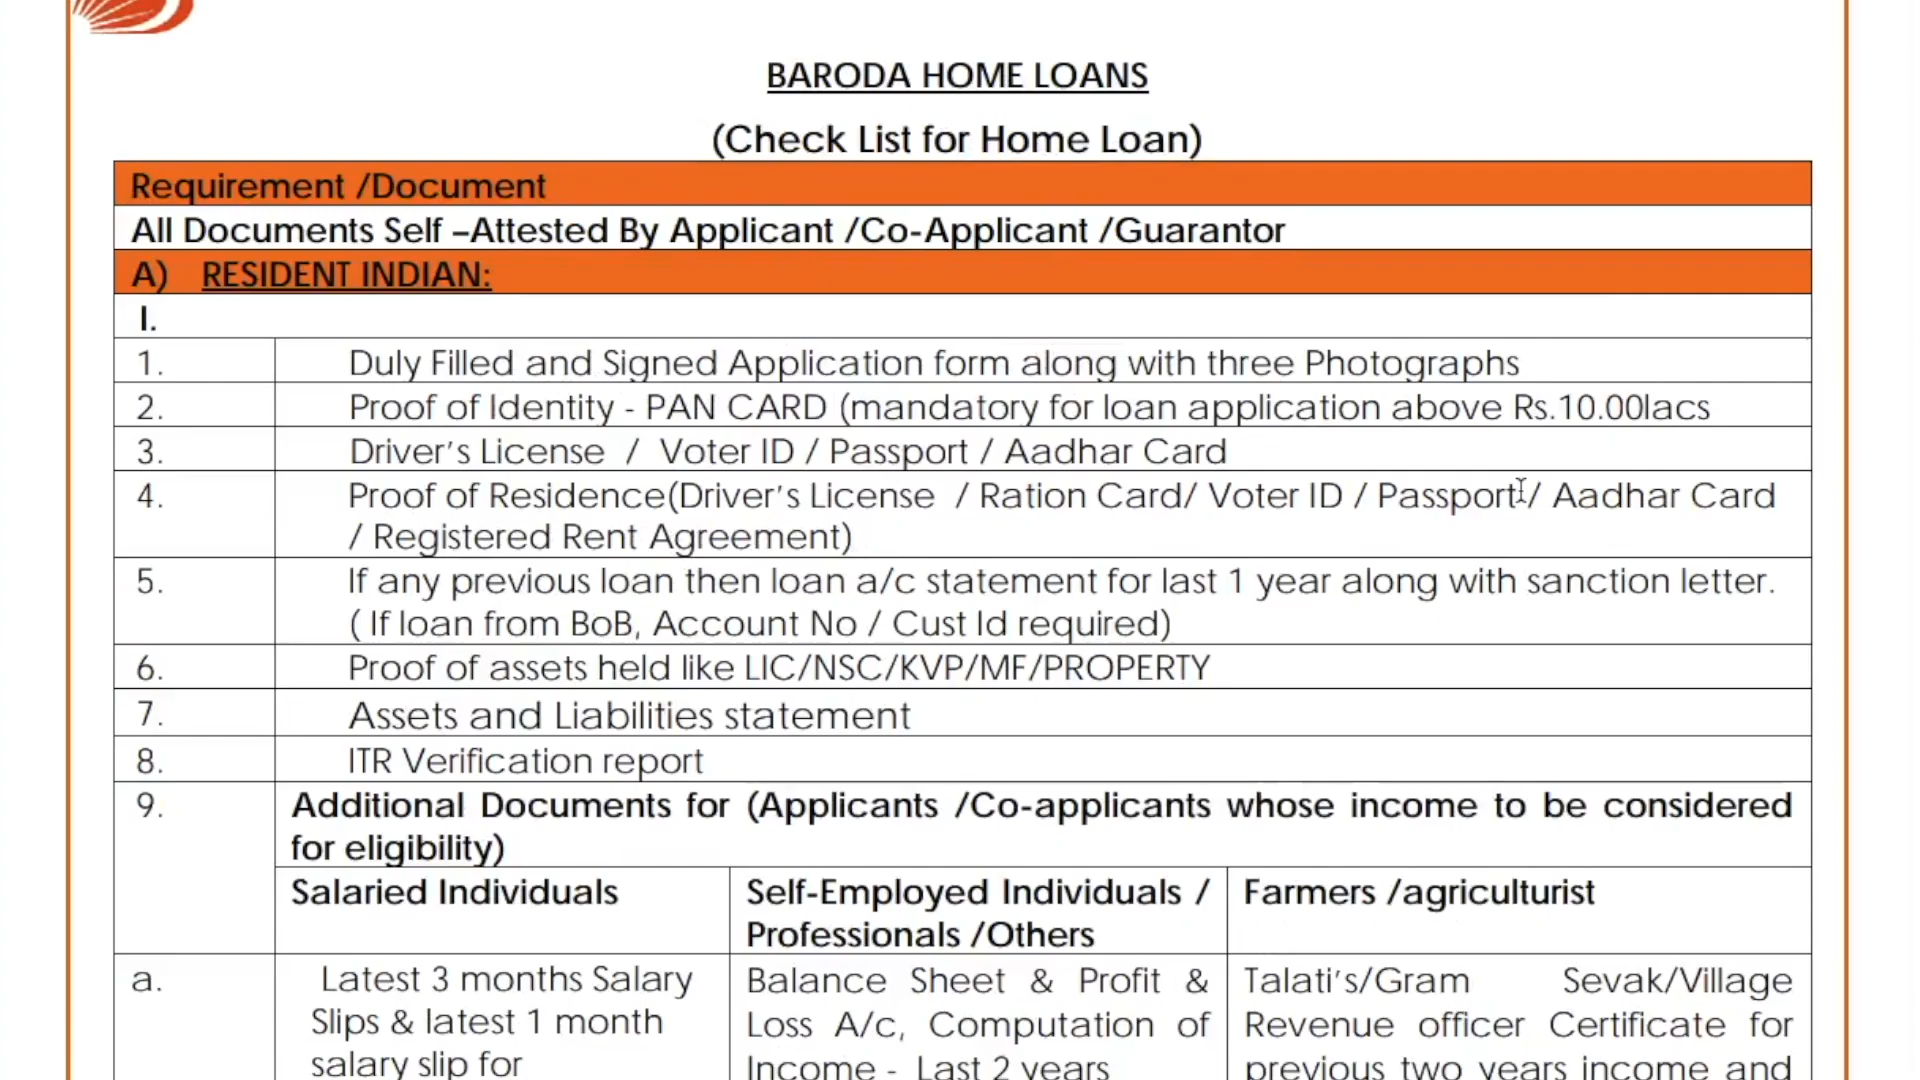 BARODA HOME LOANS
(Check List for Home Loan)
Requirement /Document
All Documents Self –Attested By Applicant /Co-Applicant /Guarantor
A) RESIDENT INDIAN:
I.
1. Duly Filled and Signed Application form along with three Photographs
2. Proof of Identity - PAN CARD (mandatory for loan application above Rs.10.00lacs
3. Driver’s License / Voter ID / Passport / Aadhar Card
4. Proof of Residence(Driver’s License / Ration Card/ Voter ID / Passport / Aadhar Card
/ Registered Rent Agreement)
5. If any previous loan then loan a/c statement for last 1 year along with sanction letter.
( If loan from BoB, Account No / Cust Id required)
6. Proof of assets held like LIC/NSC/KVP/MF/PROPERTY
7. Assets and Liabilities statement
8. ITR Verification report
9. Additional Documents for (Applicants /Co-applicants whose income to be considered
for eligibility)
Salaried Individuals
Self-Employed Individuals /
Professionals /Others
Farmers /agriculturist
a.
Latest 3 months Salary
Slips & latest 1 month
salary slip for
Balance Sheet & Profit &
Loss A/c, Computation of
Income - Last 2 years
Talati’s/Gram Sevak/Village
Revenue officer Certificate for
previous two years income and